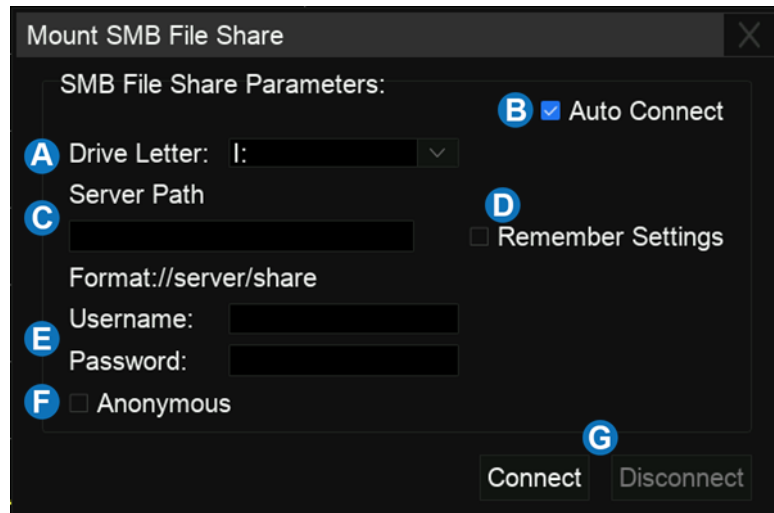 Mount SMB File Share X
SMB File Share Parameters:
B Auto Connect
A Drive Letter: I:
Server Path
C
D
Remember Settings
Format://server/share
Username:
E
Password:
F Anonymous
G
Connect Disconnect